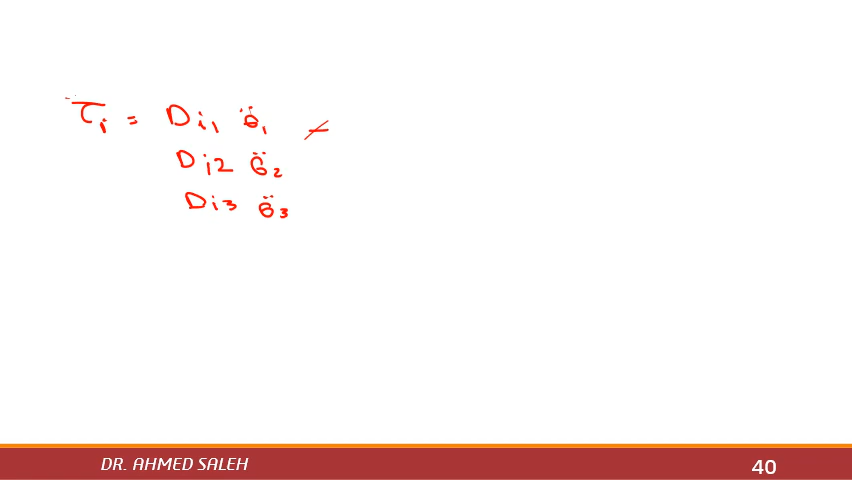 τᵢ = Dᵢ₁ θ̈₁ +
Dᵢ₂ θ̈₂
Dᵢ₃ θ̈₃
DR. AHMED SALEH 40